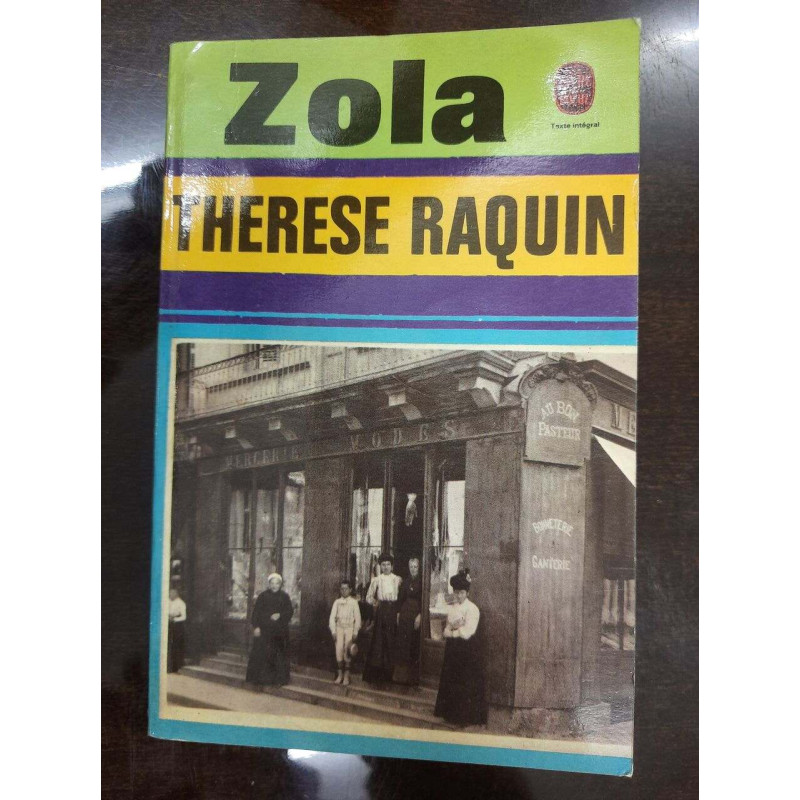 Zola
Texte intégral
THERESE RAQUIN
MERCERIE MODES
AU BON
PASTEUR
BONNETERIE
GANTERIE